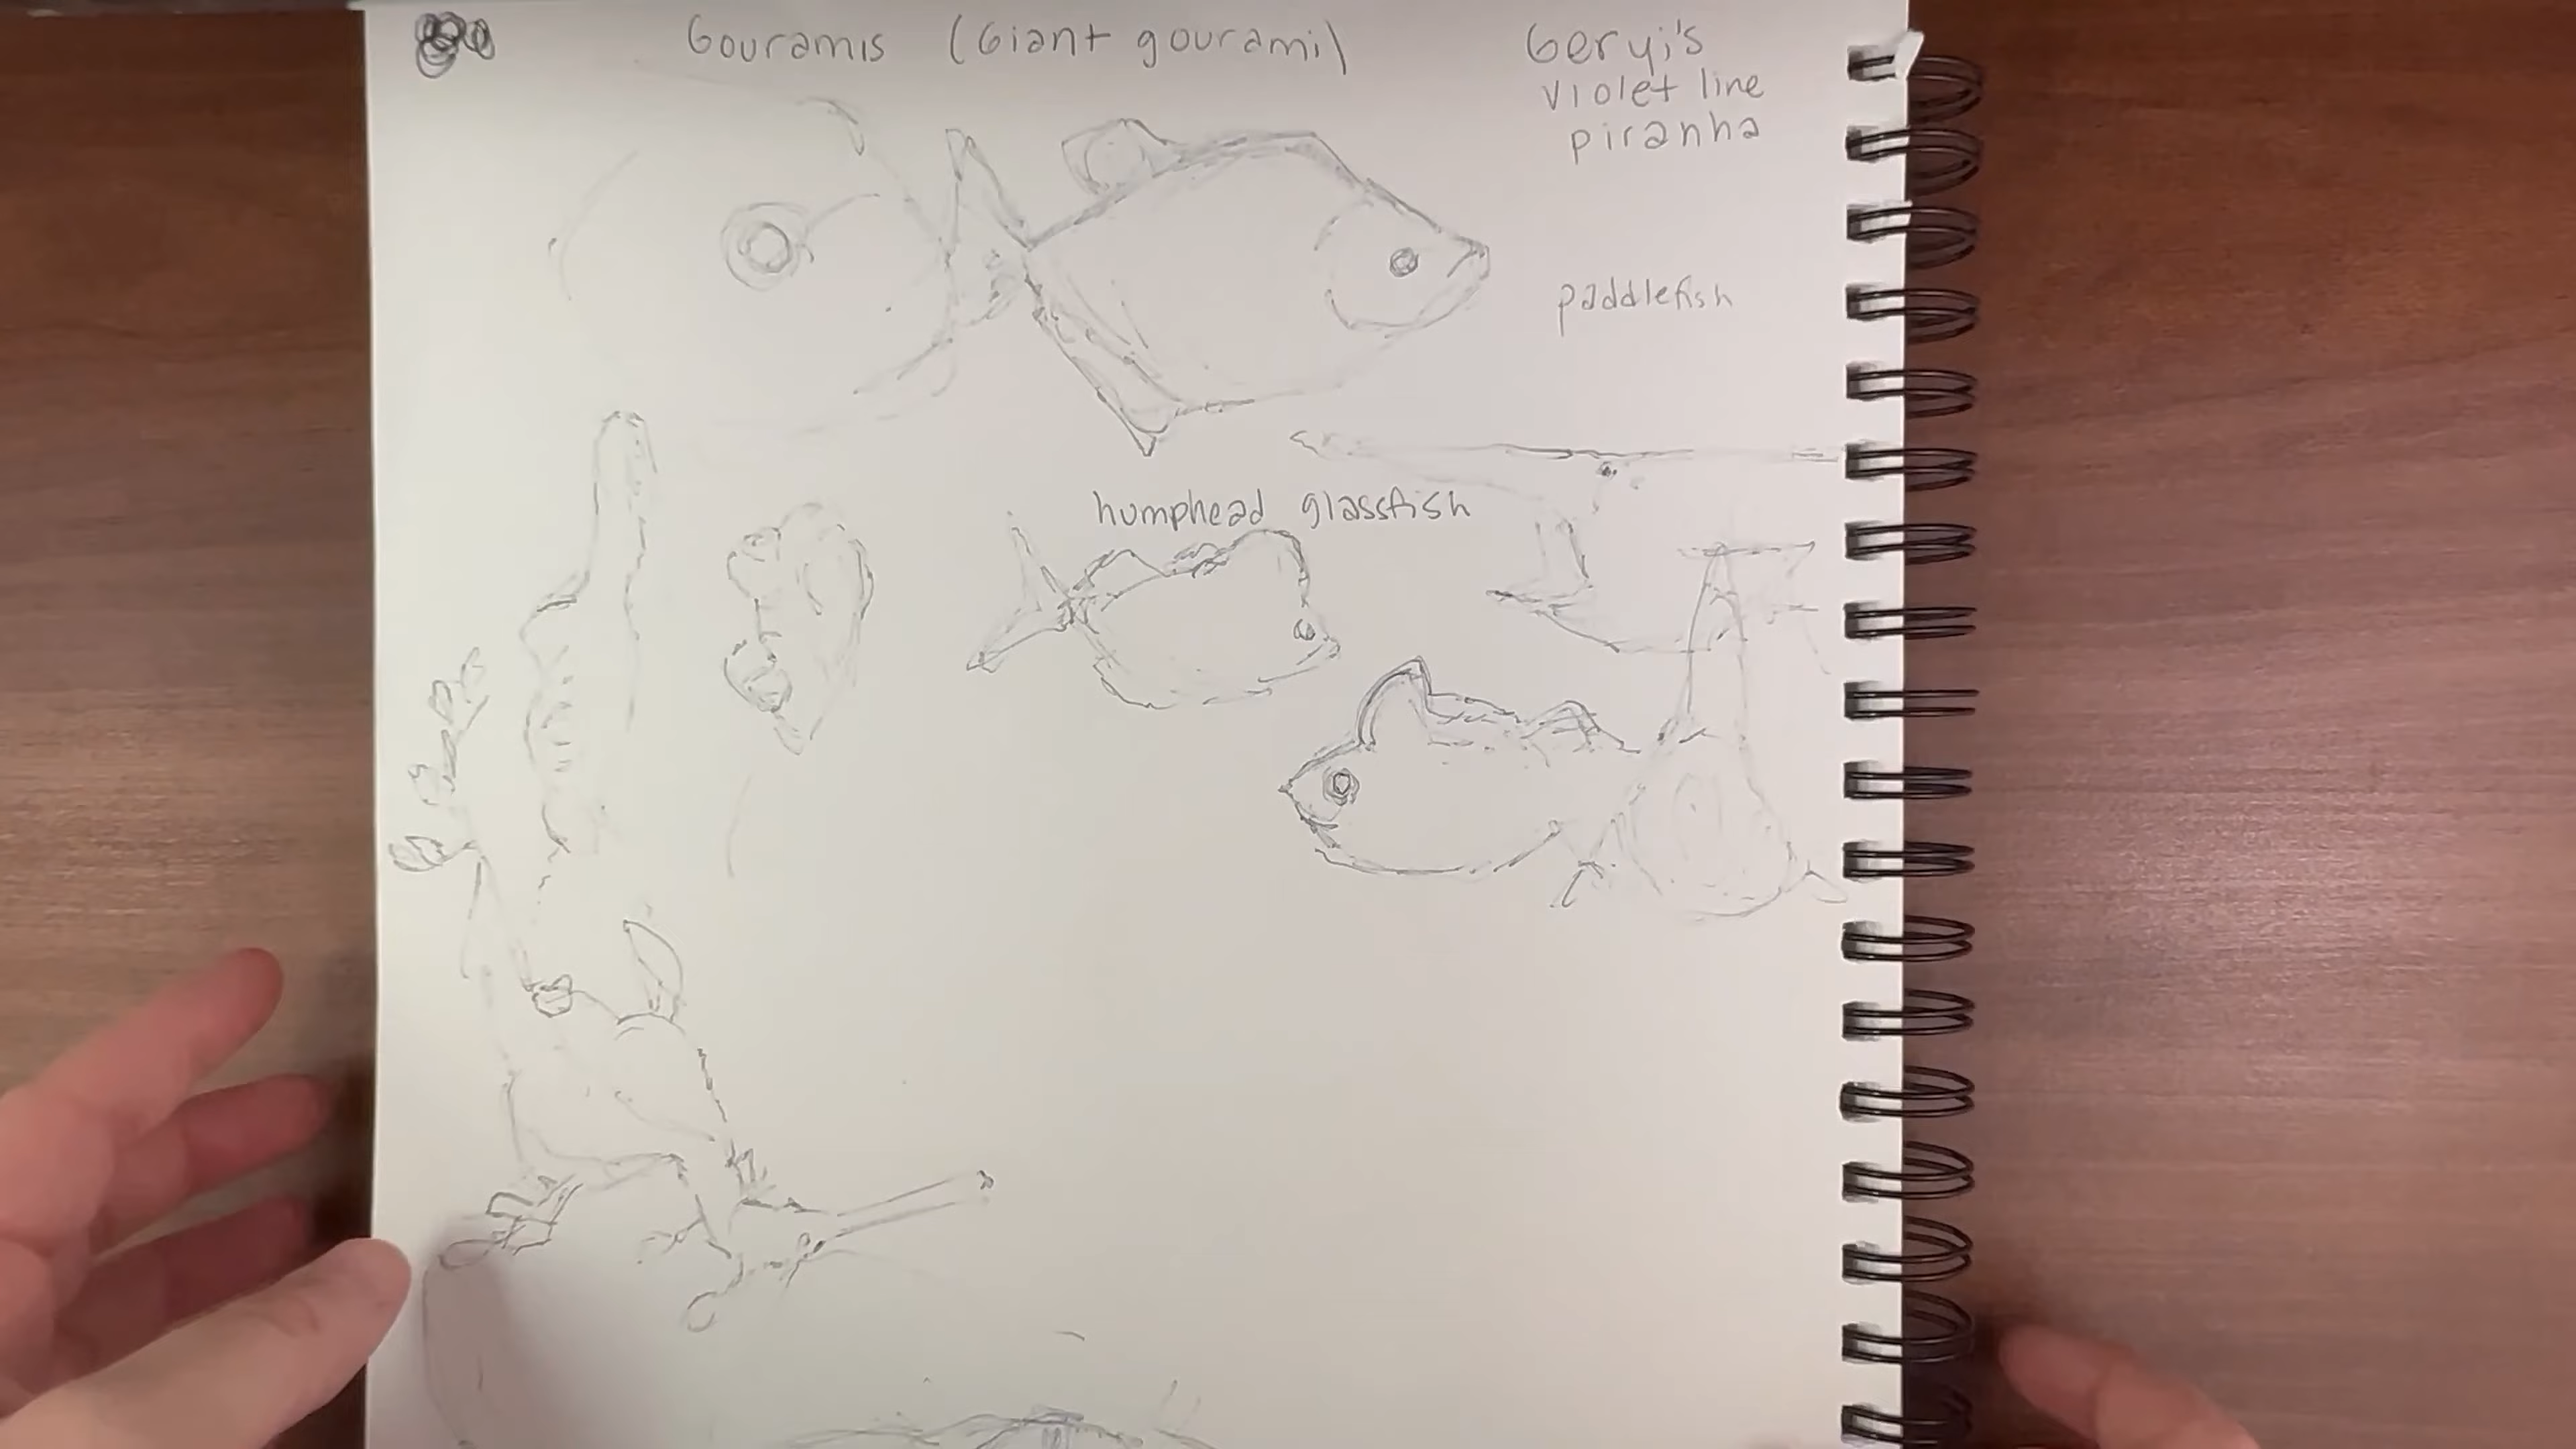 Gouramis (Giant gourami)
Geryi's
violet line
piranha
paddlefish
humphead glassfish